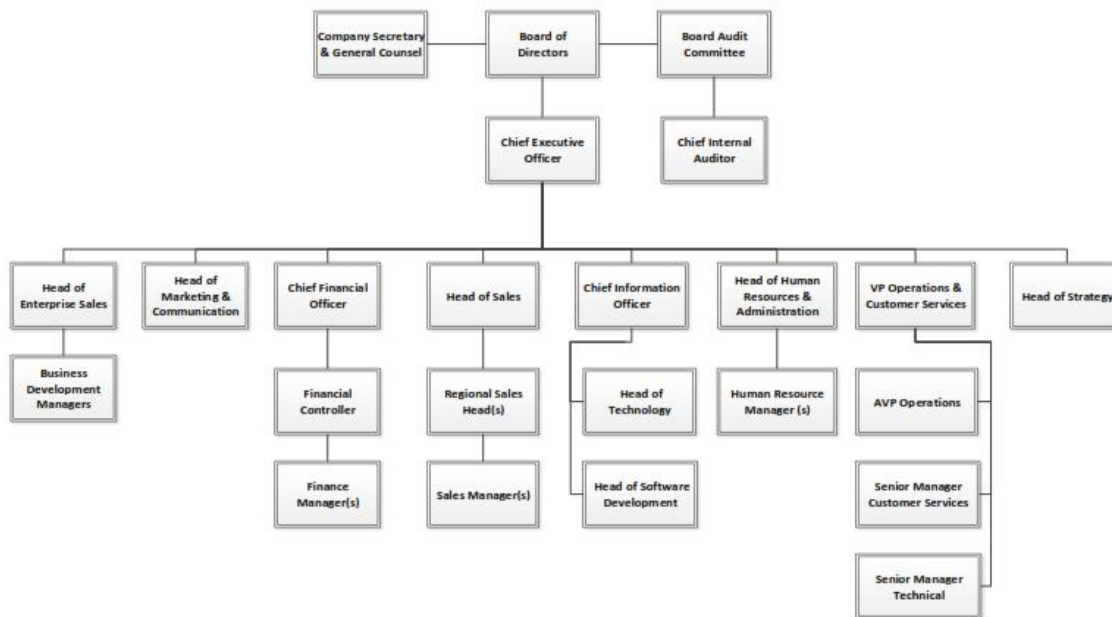 Company Secretary
& General Counsel
Board of
Directors
Board Audit
Committee
Chief Executive
Officer
Chief Internal
Auditor
Head of
Enterprise Sales
Head of
Marketing &
Communication
Chief Financial
Officer
Head of Sales
Chief Information
Officer
Head of Human
Resources &
Administration
VP Operations &
Customer Services
Head of Strategy
Business
Development
Managers
Financial
Controller
Regional Sales
Head(s)
Head of
Technology
Human Resource
Manager (s)
AVP Operations
Finance
Manager(s)
Sales Manager(s)
Head of Software
Development
Senior Manager
Customer Services
Senior Manager
Technical